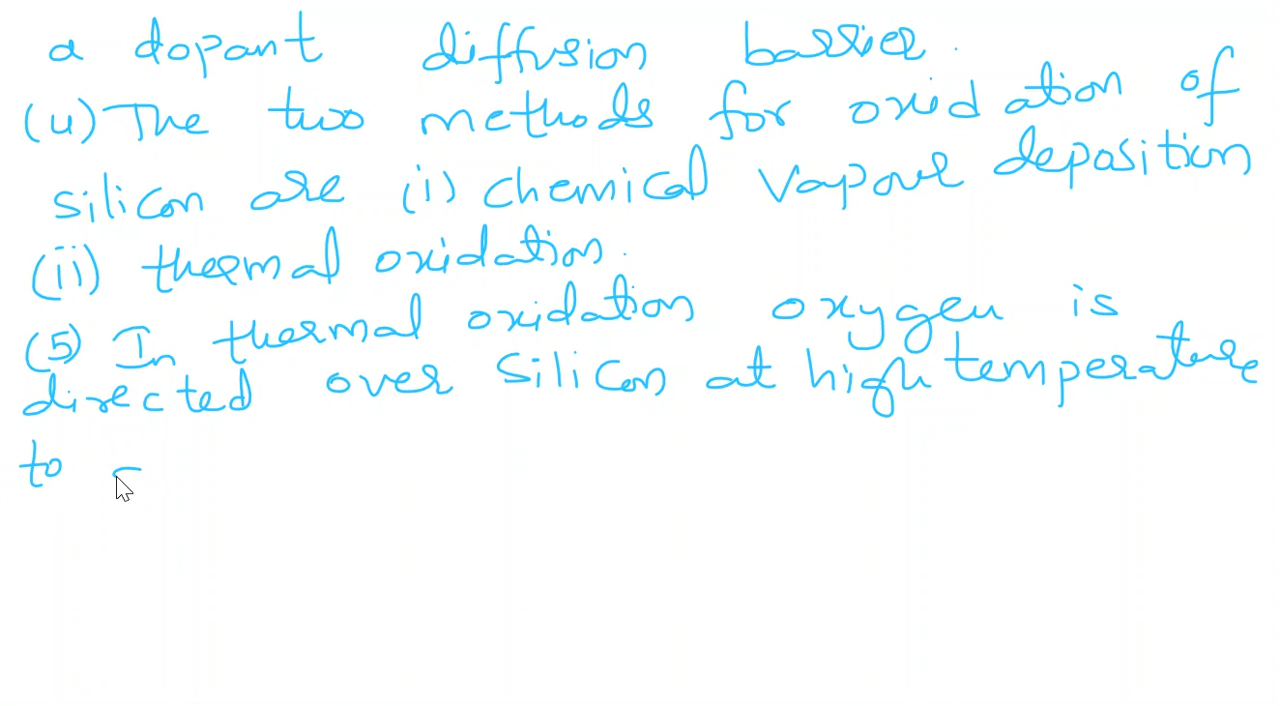 a dopant diffusion barrier.
(4) The two methods for oxidation of
silicon are (i) chemical vapour deposition
(ii) thermal oxidation.
(5) In thermal oxidation oxygen is
directed over silicon at high temperature
to